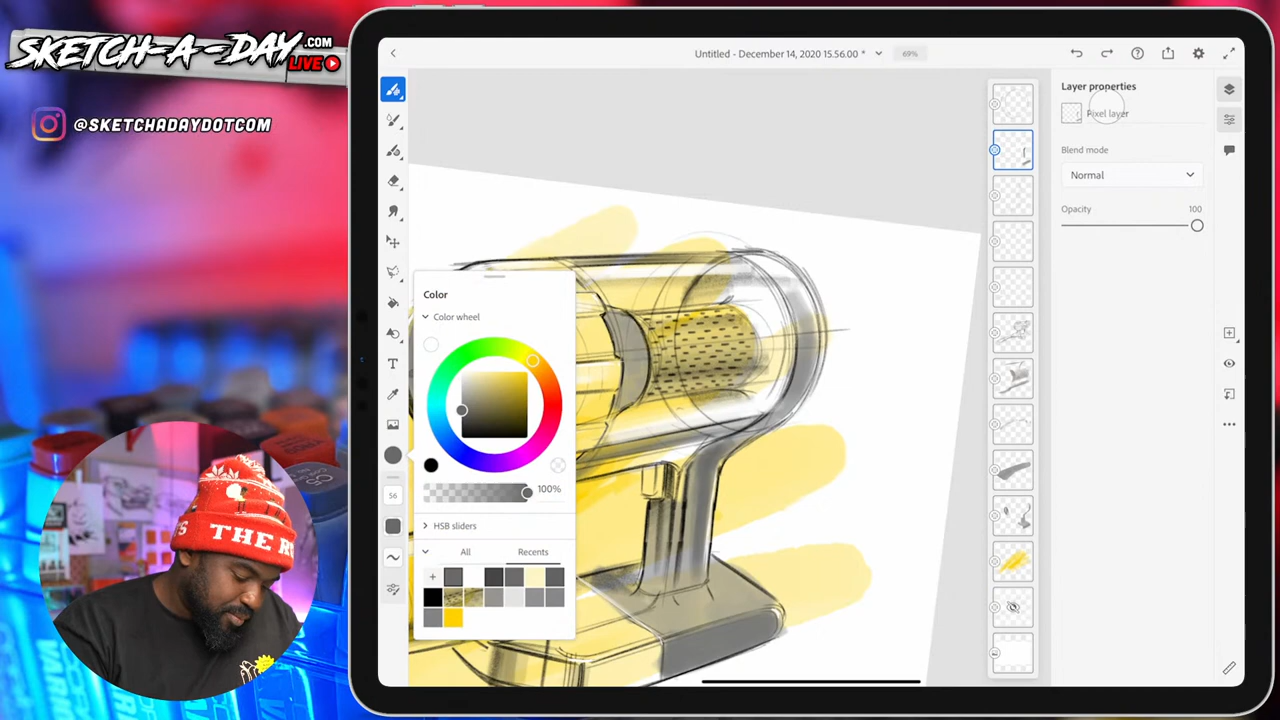 SKETCH-A-DAY.COM
LIVE
@SKETCHADAYDOTCOM
Untitled - December 14, 2020 15.56.00 *
69%
Layer properties
Pixel layer
Blend mode
Normal
Opacity
100
Color
Color wheel
100%
HSB sliders
All
Recents
T
56
THE